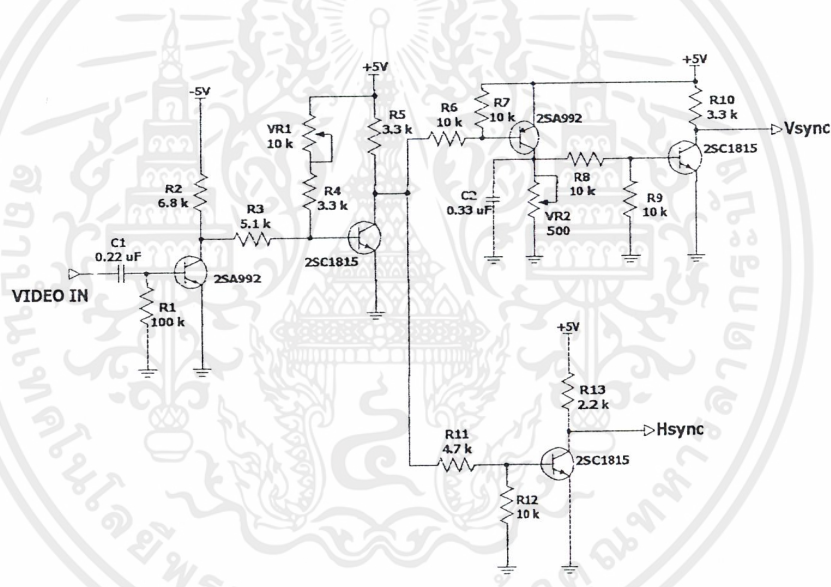 -5V
R2
6.8 k
R3
5.1 k
C1
0.22 uF
VIDEO IN
R1
100 k
2SA992
+5V
VR1
10 k
R4
3.3 k
R5
3.3 k
2SC1815
R6
10 k
R7
10 k
2SA992
C2
0.33 uF
VR2
500
R8
10 k
R9
10 k
+5V
R10
3.3 k
2SC1815
Vsync
+5V
R13
2.2 k
Hsync
R11
4.7 k
2SC1815
R12
10 k